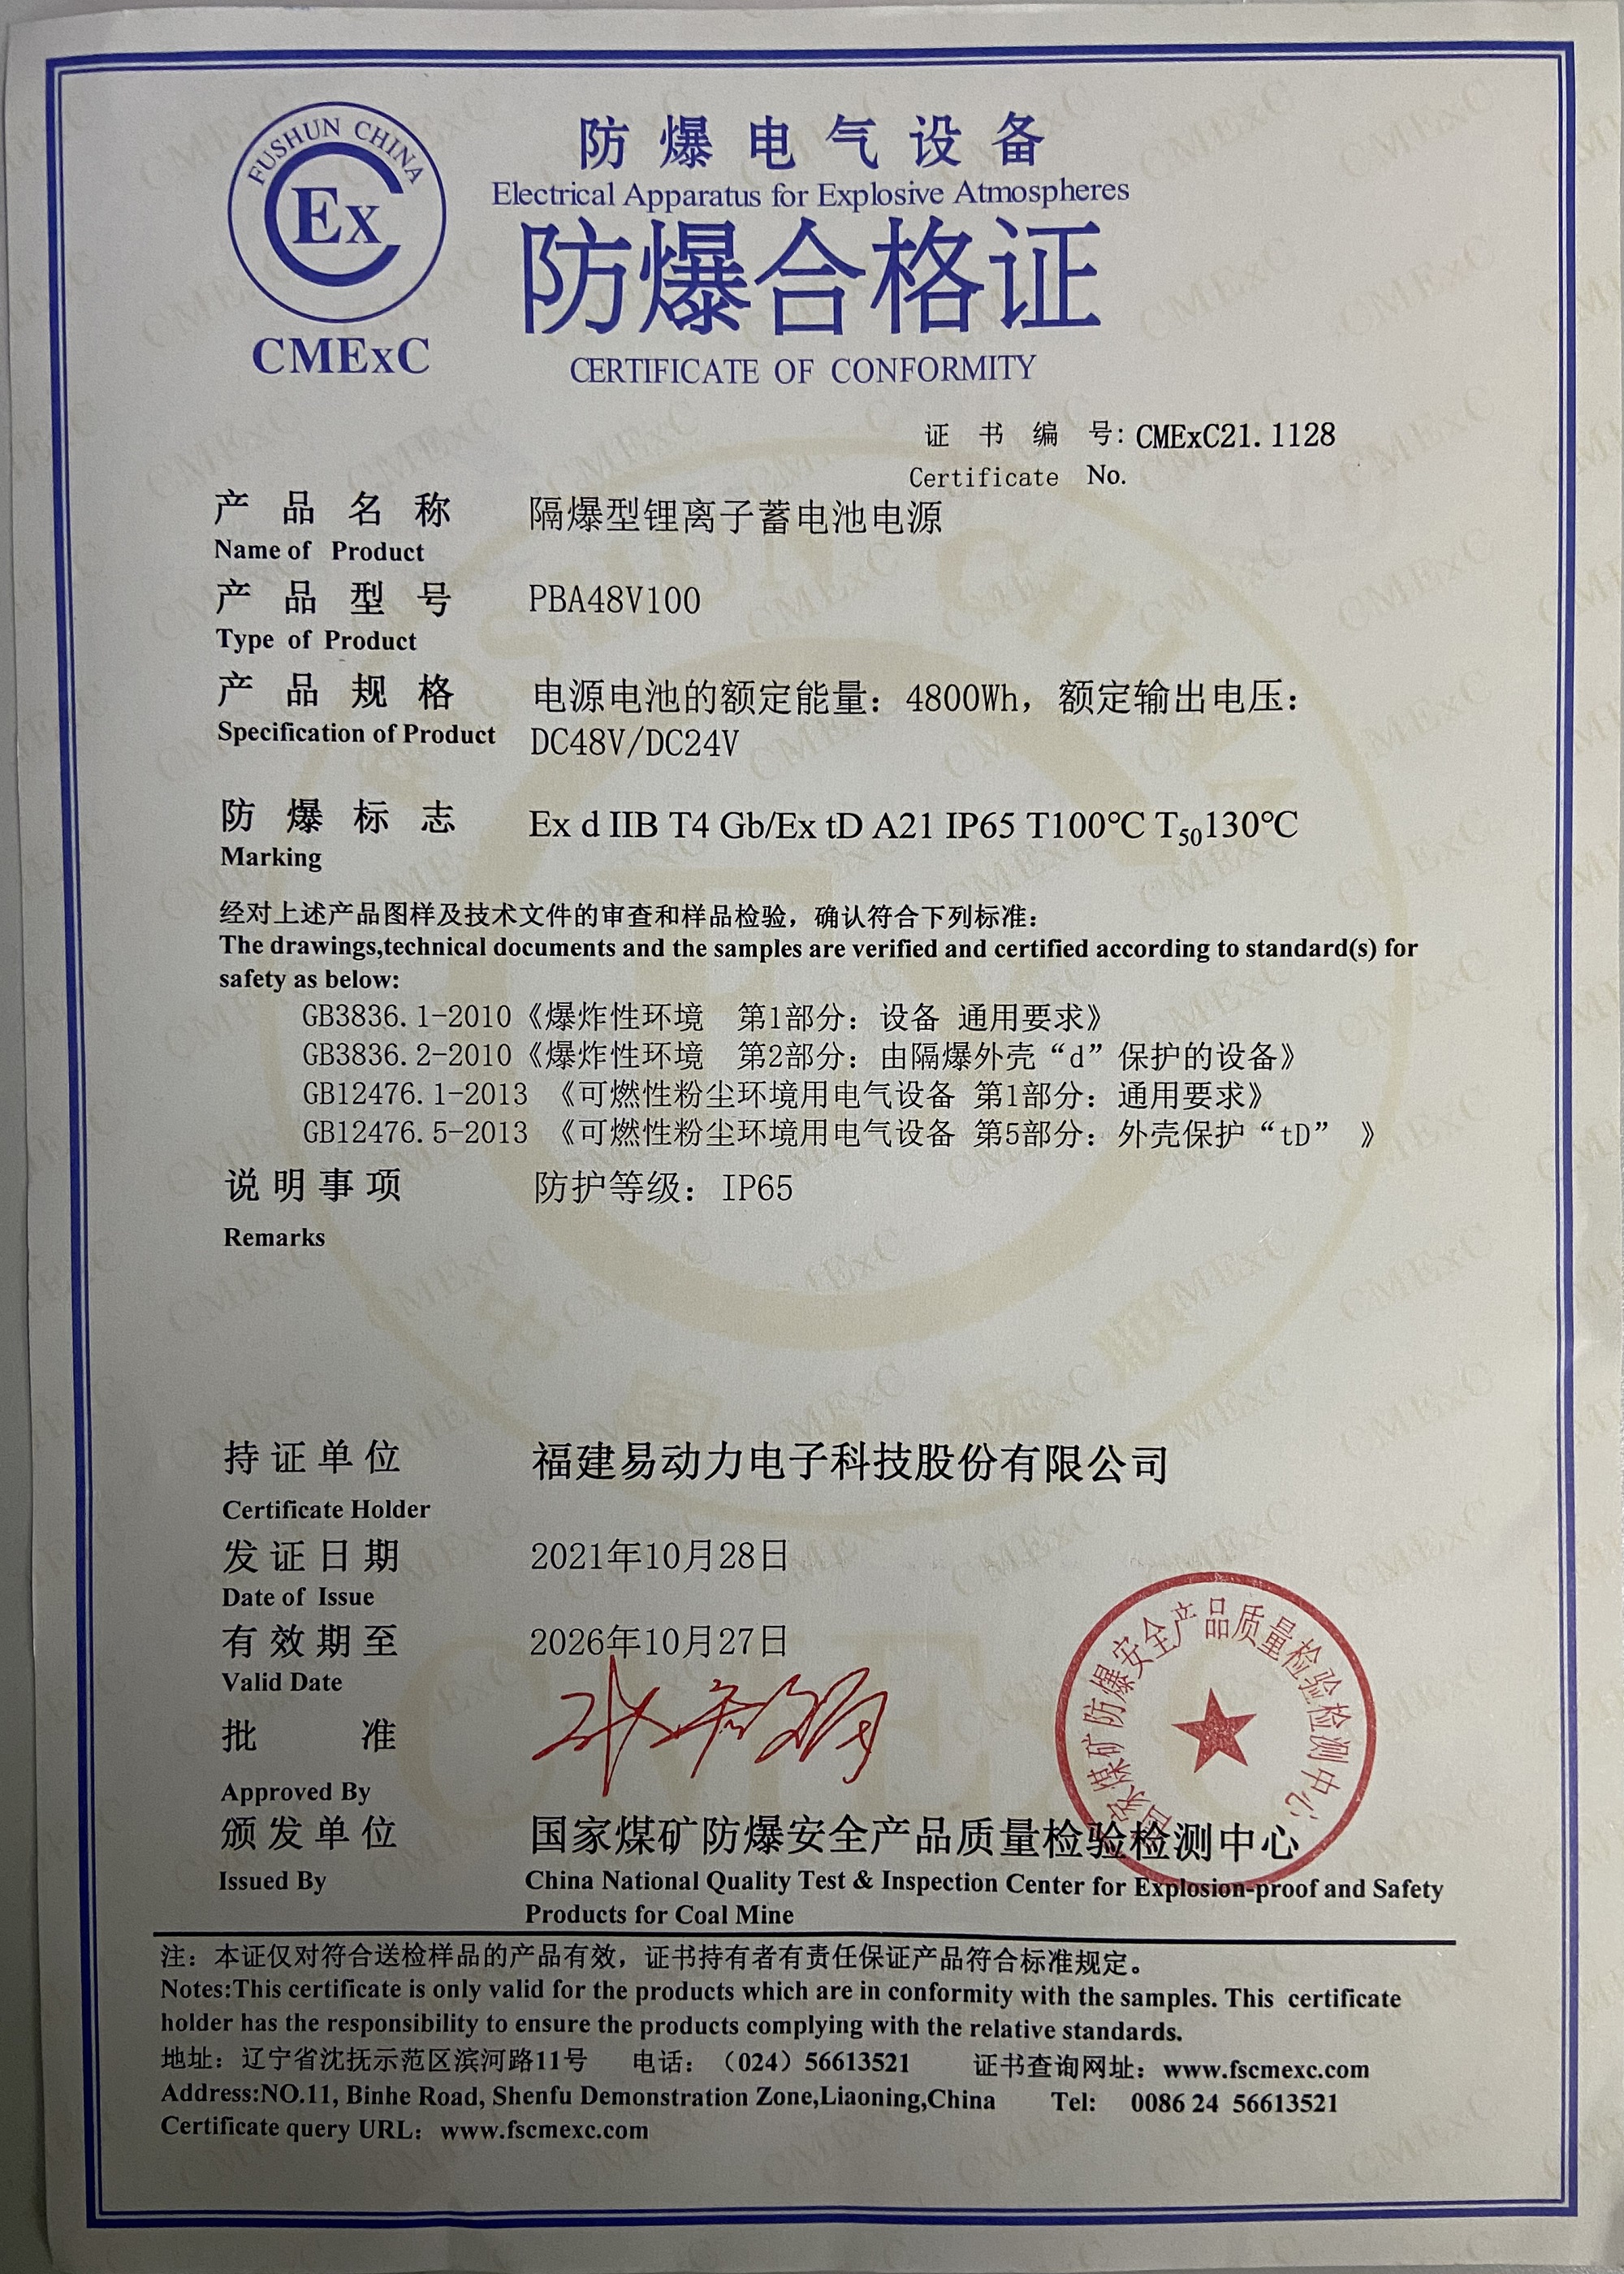 FUSHUN CHINA
Ex
CMExC
防爆电气设备
Electrical Apparatus for Explosive Atmospheres
防爆合格证
CERTIFICATE OF CONFORMITY
证书编号：CMExC21.1128
Certificate No.
产品名称 隔爆型锂离子蓄电池电源
Name of Product
产品型号 PBA48V100
Type of Product
产品规格 电源电池的额定能量：4800Wh，额定输出电压：
Specification of Product DC48V/DC24V
防爆标志 Ex d IIB T4 Gb/Ex tD A21 IP65 T100℃ T50130℃
Marking
经对上述产品图样及技术文件的审查和样品检验，确认符合下列标准：
The drawings,technical documents and the samples are verified and certified according to standard(s) for
safety as below:
GB3836.1-2010《爆炸性环境 第1部分：设备 通用要求》
GB3836.2-2010《爆炸性环境 第2部分：由隔爆外壳“d”保护的设备》
GB12476.1-2013 《可燃性粉尘环境用电气设备 第1部分：通用要求》
GB12476.5-2013 《可燃性粉尘环境用电气设备 第5部分：外壳保护“tD” 》
说明事项 防护等级：IP65
Remarks
持证单位 福建易动力电子科技股份有限公司
Certificate Holder
发证日期 2021年10月28日
Date of Issue
有效期至 2026年10月27日
Valid Date
批准
Approved By
国家煤矿防爆安全产品质量检验检测中心
颁发单位 国家煤矿防爆安全产品质量检验检测中心
Issued By China National Quality Test & Inspection Center for Explosion-proof and Safety
Products for Coal Mine
注：本证仅对符合送检样品的产品有效，证书持有者有责任保证产品符合标准规定。
Notes:This certificate is only valid for the products which are in conformity with the samples. This certificate
holder has the responsibility to ensure the products complying with the relative standards.
地址：辽宁省沈抚示范区滨河路11号 电话：（024）56613521 证书查询网址：www.fscmexc.com
Address:NO.11, Binhe Road, Shenfu Demonstration Zone,Liaoning,China Tel: 0086 24 56613521
Certificate query URL：www.fscmexc.com